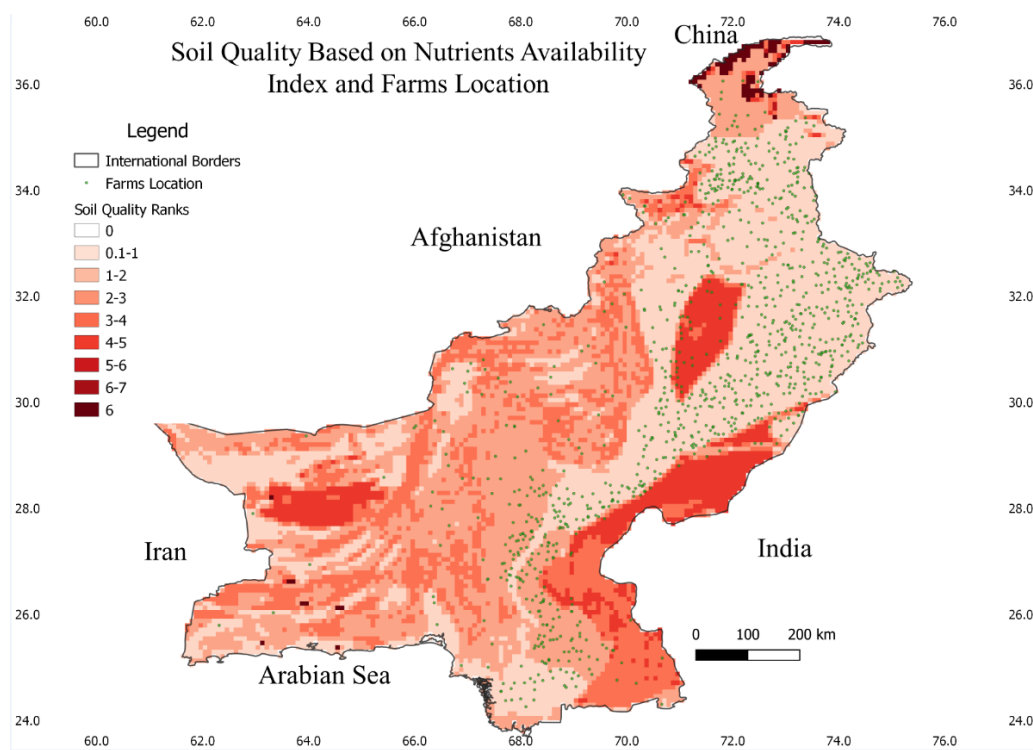 60.0 62.0 64.0 66.0 68.0 70.0 72.0 74.0 76.0
China
Soil Quality Based on Nutrients Availability
Index and Farms Location
36.0 36.0
Legend
International Borders
Farms Location
Soil Quality Ranks
0
0.1-1
1-2
2-3
3-4
4-5
5-6
6-7
6
34.0 34.0
Afghanistan
32.0 32.0
30.0 30.0
28.0 28.0
Iran
India
26.0 26.0
0 100 200 km
Arabian Sea
24.0 24.0
60.0 62.0 64.0 66.0 68.0 70.0 72.0 74.0 76.0